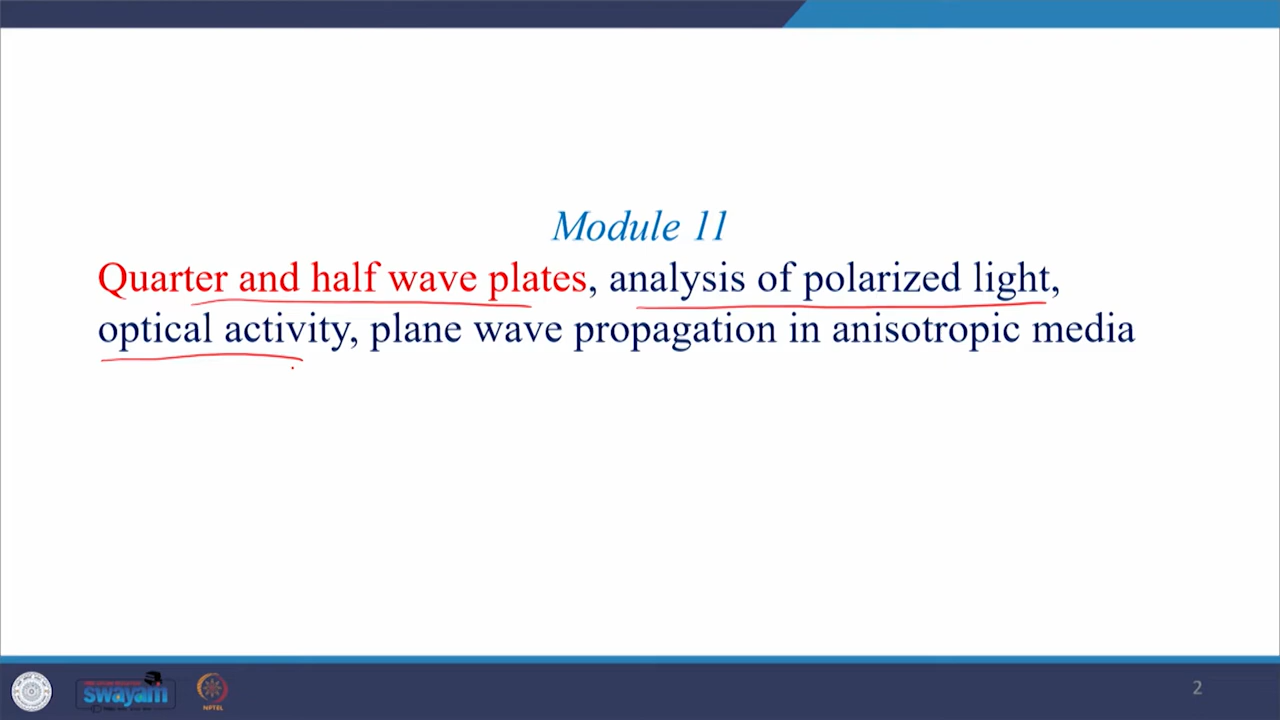 Module 11
Quarter and half wave plates, analysis of polarized light,
optical activity, plane wave propagation in anisotropic media
swayam
NPTEL
2